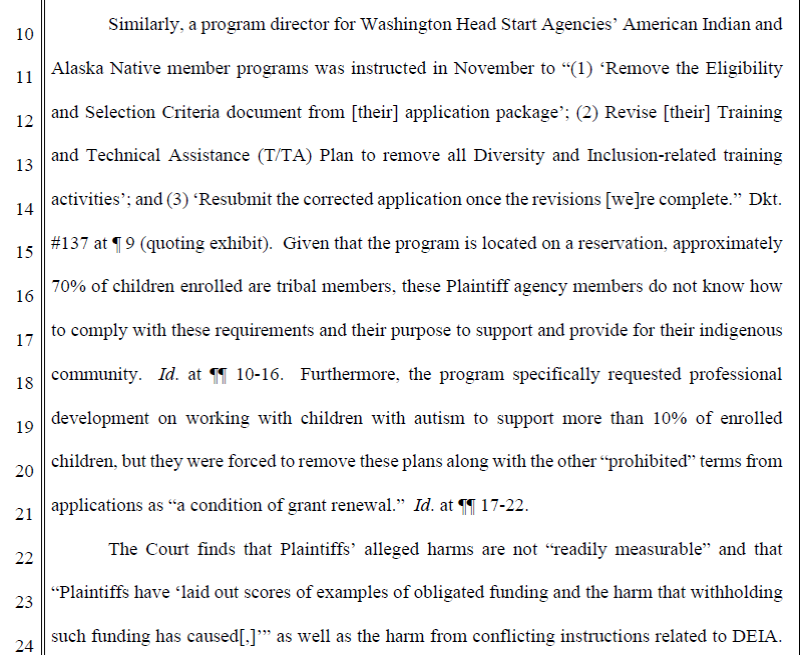 10 Similarly, a program director for Washington Head Start Agencies’ American Indian and
11 Alaska Native member programs was instructed in November to “(1) ‘Remove the Eligibility
12 and Selection Criteria document from [their] application package’; (2) Revise [their] Training
13 and Technical Assistance (T/TA) Plan to remove all Diversity and Inclusion-related training
14 activities’; and (3) ‘Resubmit the corrected application once the revisions [we]re complete.” Dkt.
15 #137 at ¶ 9 (quoting exhibit). Given that the program is located on a reservation, approximately
16 70% of children enrolled are tribal members, these Plaintiff agency members do not know how
17 to comply with these requirements and their purpose to support and provide for their indigenous
18 community. Id. at ¶¶ 10-16. Furthermore, the program specifically requested professional
19 development on working with children with autism to support more than 10% of enrolled
20 children, but they were forced to remove these plans along with the other “prohibited” terms from
21 applications as “a condition of grant renewal.” Id. at ¶¶ 17-22.
22 The Court finds that Plaintiffs’ alleged harms are not “readily measurable” and that
23 “Plaintiffs have ‘laid out scores of examples of obligated funding and the harm that withholding
24 such funding has caused[,]’” as well as the harm from conflicting instructions related to DEIA.